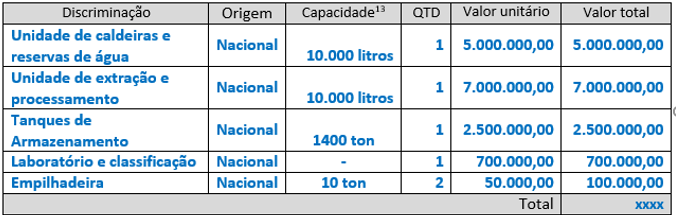 Discriminação Origem Capacidade¹³ QTD Valor unitário Valor total
Unidade de caldeiras e
reservas de água Nacional 10.000 litros 1 5.000.000,00 5.000.000,00
Unidade de extração e
processamento Nacional 10.000 litros 1 7.000.000,00 7.000.000,00
Tanques de
Armazenamento Nacional 1400 ton 1 2.500.000,00 2.500.000,00
Laboratório e classificação Nacional - 1 700.000,00 700.000,00
Empilhadeira Nacional 10 ton 2 50.000,00 100.000,00
Total xxxx